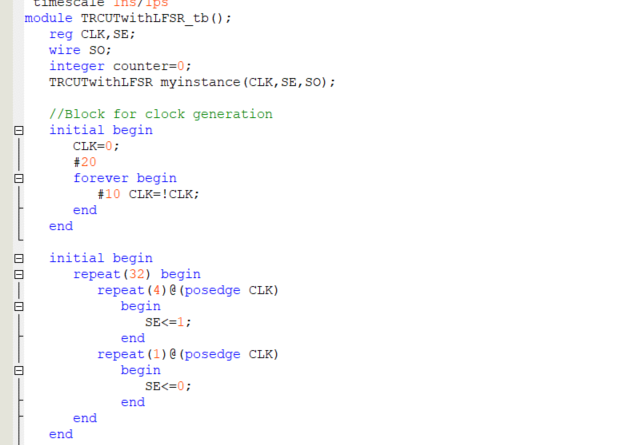 timescale 1ns/1ps
module TRCUTwithLFSR_tb();
reg CLK,SE;
wire SO;
integer counter=0;
TRCUTwithLFSR myinstance(CLK,SE,SO);
//Block for clock generation
initial begin
CLK=0;
#20
forever begin
#10 CLK=!CLK;
end
end
initial begin
repeat(32) begin
repeat(4)@(posedge CLK)
begin
SE<=1;
end
repeat(1)@(posedge CLK)
begin
SE<=0;
end
end
end